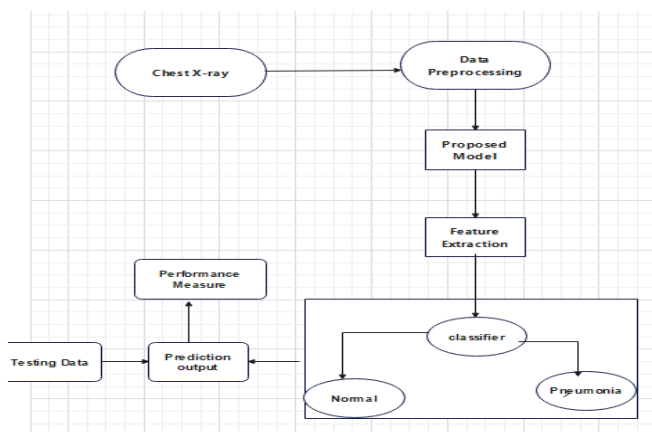 Chest X-ray
Data
Preprocessing
Proposed
Model
Feature
Extraction
Performance
Measure
classifier
Testing Data
Prediction
output
Normal
Pneumonia